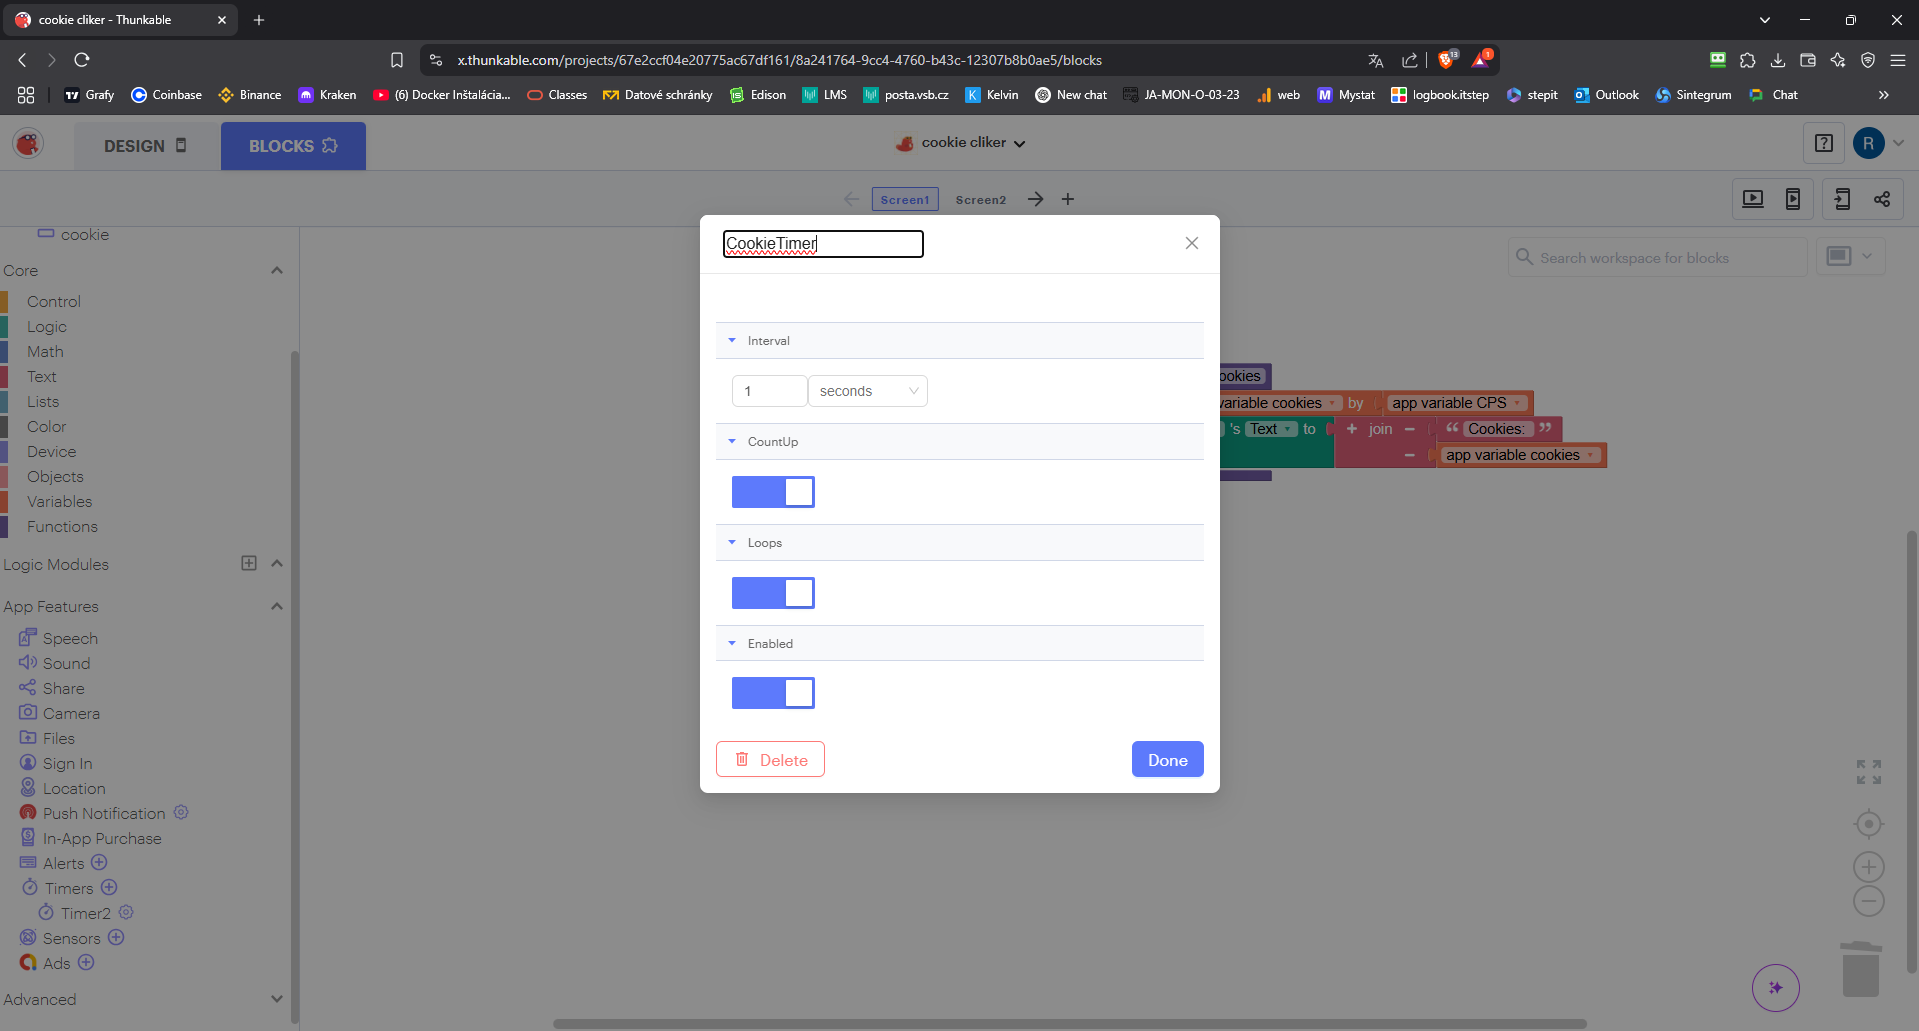 cookie cliker - Thunkable
x.thunkable.com/projects/67e2ccf04e20775ac67df161/8a241764-9cc4-4760-b43c-12307b8b0ae5/blocks
13
1
Grafy
Coinbase
Binance
Kraken
(6) Docker Inštalácia...
Classes
Datové schránky
Edison
LMS
posta.vsb.cz
Kelvin
New chat
JA-MON-O-03-23
web
Mystat
logbook.itstep
stepit
Outlook
Sintegrum
Chat
DESIGN
BLOCKS
cookie cliker
R
Screen1
Screen2
cookie
Core
Control
Logic
Math
Text
Lists
Color
Device
Objects
Variables
Functions
Logic Modules
App Features
Speech
Sound
Share
Camera
Files
Sign In
Location
Push Notification
In-App Purchase
Alerts
Timers
Timer2
Sensors
Ads
Advanced
CookieTimer
Interval
1 seconds
CountUp
Loops
Enabled
Delete
Done
Search workspace for blocks
ookies
variable cookies by app variable CPS
's Text to + join − “ Cookies: ”
− app variable cookies